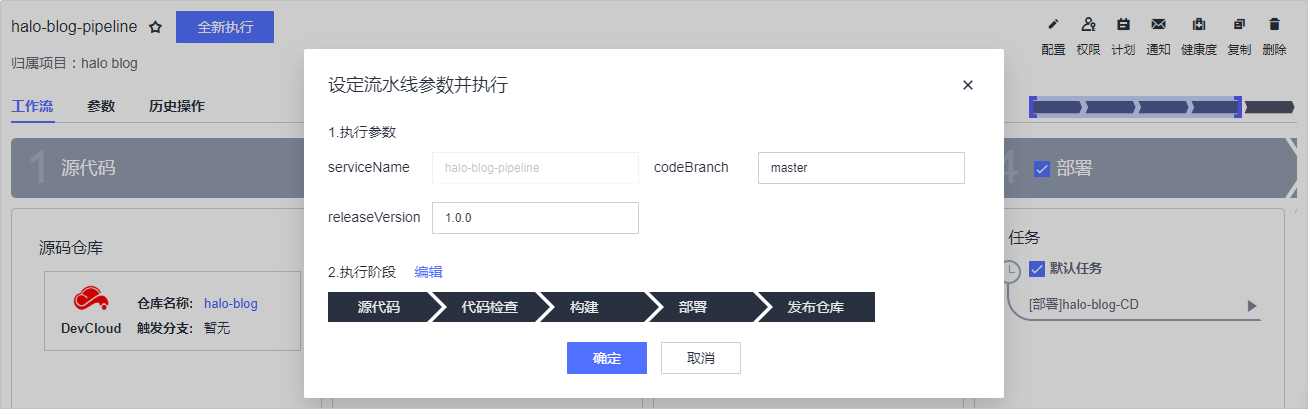 halo-blog-pipeline 全新执行
配置 权限 计划 通知 健康度 复制 删除
归属项目：halo blog
工作流 参数 历史操作
1 源代码
4 部署
源码仓库
DevCloud
仓库名称： halo-blog
触发分支： 暂无
设定流水线参数并执行
1.执行参数
serviceName halo-blog-pipeline codeBranch master
releaseVersion 1.0.0
2.执行阶段 编辑
源代码 代码检查 构建 部署 发布仓库
确定 取消
任务
默认任务
[部署]halo-blog-CD